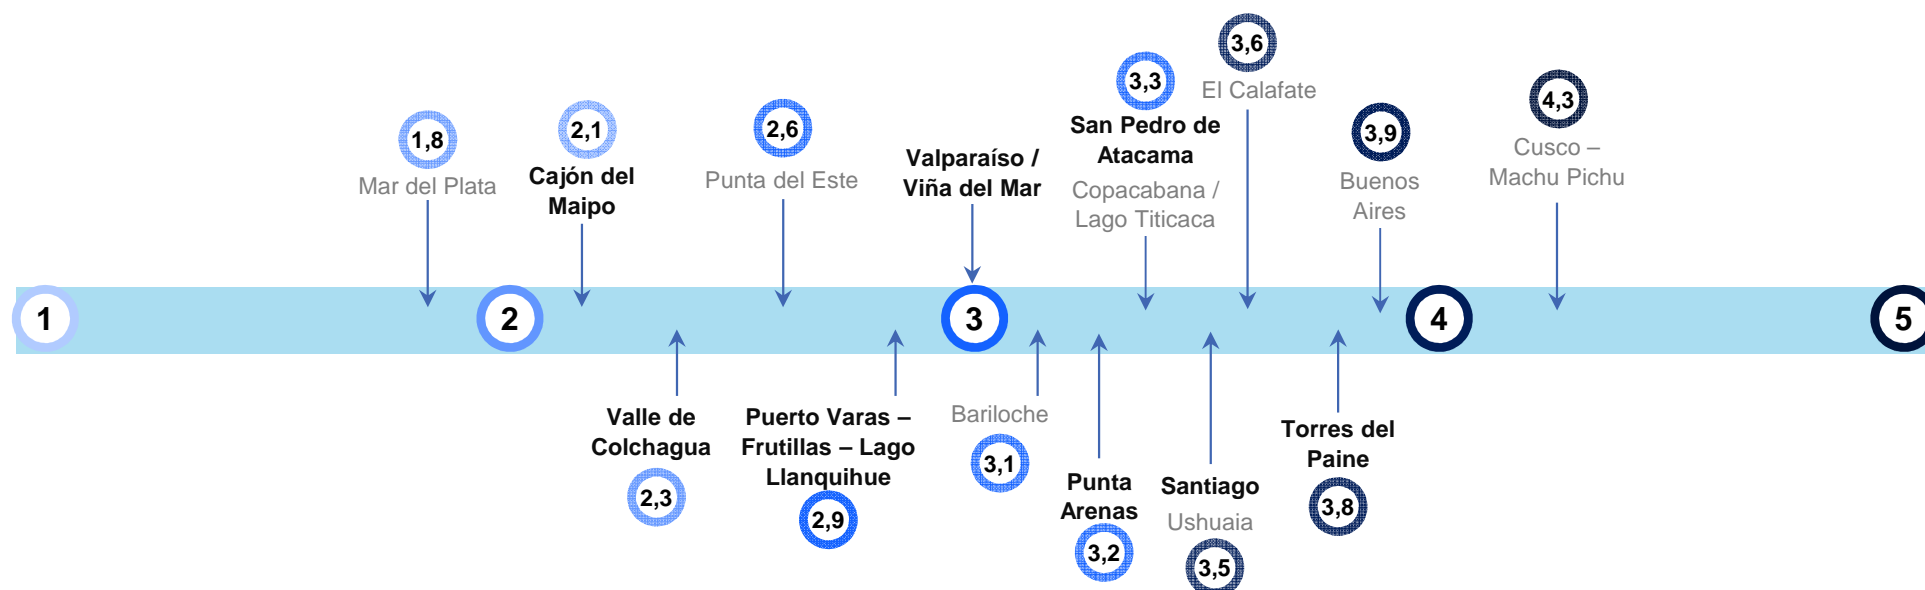 1,8
Mar del Plata
2,1
Cajón del
Maipo
2,6
Punta del Este
Valparaíso /
Viña del Mar
3,3
San Pedro de
Atacama
Copacabana /
Lago Titicaca
3,6
El Calafate
3,9
Buenos
Aires
4,3
Cusco –
Machu Pichu
1
2
3
4
5
Valle de
Colchagua
2,3
Puerto Varas –
Frutillas – Lago
Llanquihue
2,9
Bariloche
3,1
Punta
Arenas
3,2
Santiago
Ushuaia
3,5
Torres del
Paine
3,8